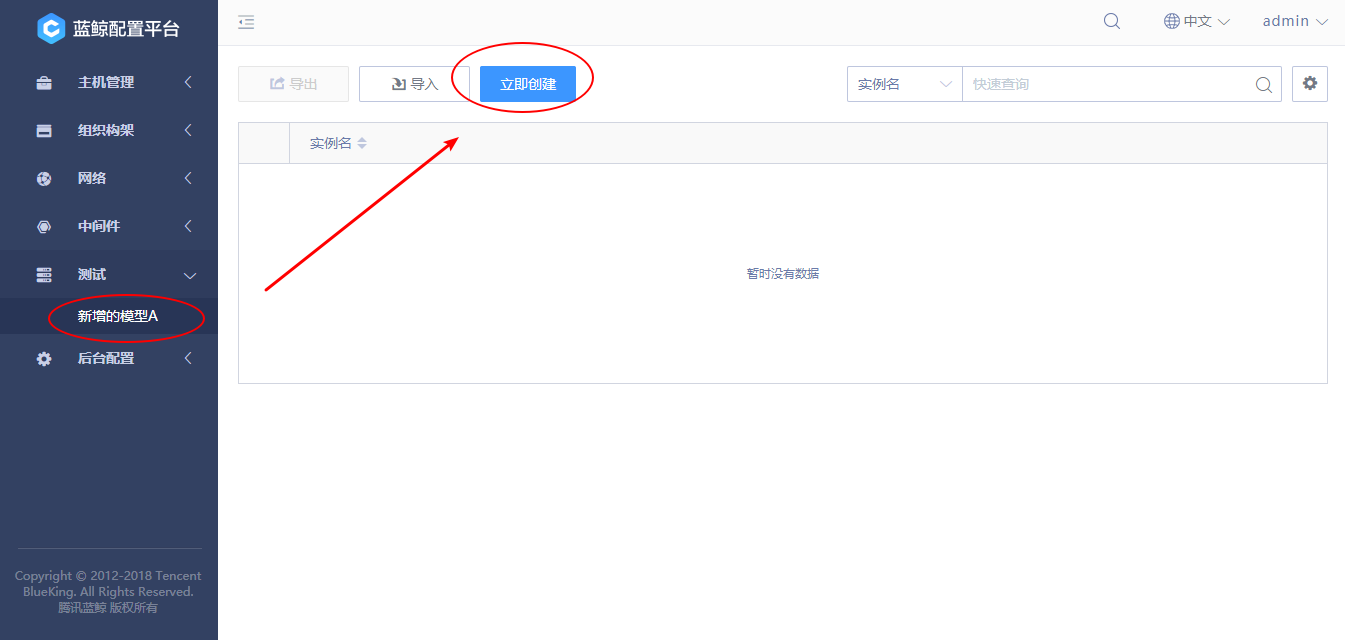 蓝鲸配置平台
主机管理
组织构架
网络
中间件
测试
新增的模型A
后台配置
Copyright © 2012-2018 Tencent
BlueKing. All Rights Reserved.
腾讯蓝鲸 版权所有
中文
admin
导出
导入
立即创建
实例名
快速查询
实例名
暂时没有数据